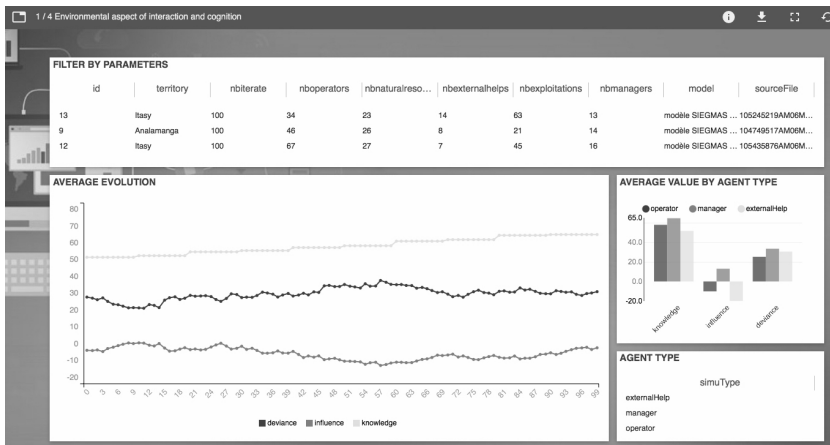 1 / 4 Environmental aspect of interaction and cognition
FILTER BY PARAMETERS
id territory nbiterate nboperators nbnaturalreso... nbexternalhelps nbexploitations nbmanagers model sourceFile
13 Itasy 100 34 23 14 63 13 modèle SIEGMAS ... 105245219AM06M...
9 Analamanga 100 46 26 8 21 14 modèle SIEGMAS ... 104749517AM06M...
12 Itasy 100 67 27 7 45 16 modèle SIEGMAS ... 105435876AM06M...
AVERAGE EVOLUTION
80
70
60
50
40
30
20
10
0
-10
-20
0 3 6 9 12 15 18 21 24 27 30 33 36 39 42 45 48 51 54 57 60 63 66 69 72 75 78 81 84 87 90 93 96 99
deviance influence knowledge
AVERAGE VALUE BY AGENT TYPE
operator manager externalHelp
65.0
40.0
20.0
0.0
-20.0
knowledge influence deviance
AGENT TYPE
simuType
externalHelp
manager
operator